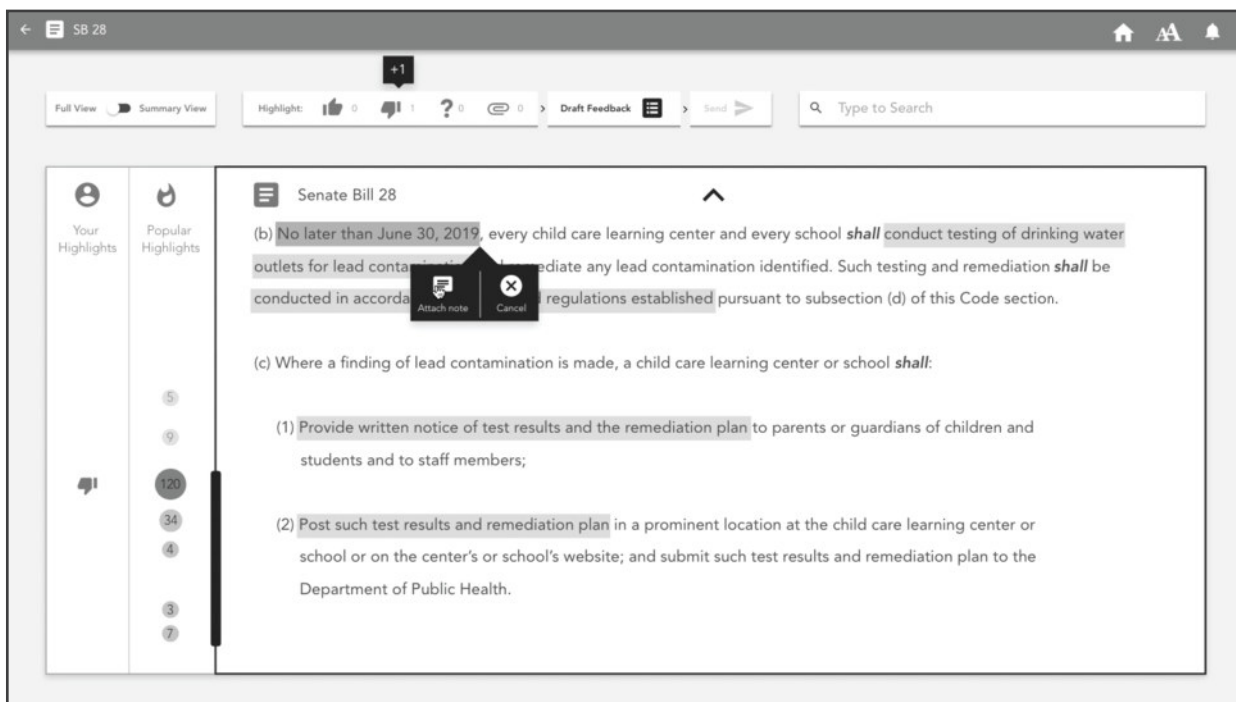 SB 28
+1
Full View Summary View
Highlight: 0 1 ? 0 0 > Draft Feedback > Send
Type to Search
Your
Highlights
Popular
Highlights
Senate Bill 28
(b) No later than June 30, 2019, every child care learning center and every school shall conduct testing of drinking water
outlets for lead conta ediate any lead contamination identified. Such testing and remediation shall be
conducted in accorda regulations established pursuant to subsection (d) of this Code section.
Attach note Cancel
(c) Where a finding of lead contamination is made, a child care learning center or school shall:
(1) Provide written notice of test results and the remediation plan to parents or guardians of children and
students and to staff members;
(2) Post such test results and remediation plan in a prominent location at the child care learning center or
school or on the center's or school's website; and submit such test results and remediation plan to the
Department of Public Health.
5
9
120
34
4
3
7
AA